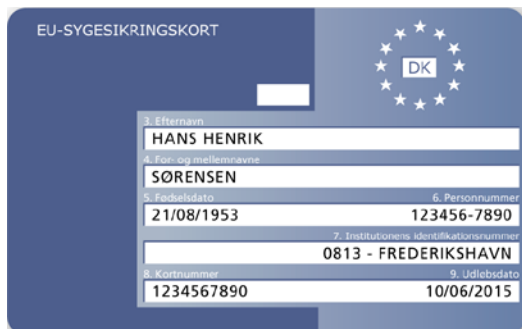 EU-SYGESIKRINGSKORT
DK
3. Efternavn
HANS HENRIK
4. For- og mellemnavne
SØRENSEN
5. Fødselsdato 6. Personnummer
21/08/1953 123456-7890
7. Institutionens identifikationsnummer
0813 - FREDERIKSHAVN
8. Kortnummer 9. Udløbsdato
1234567890 10/06/2015